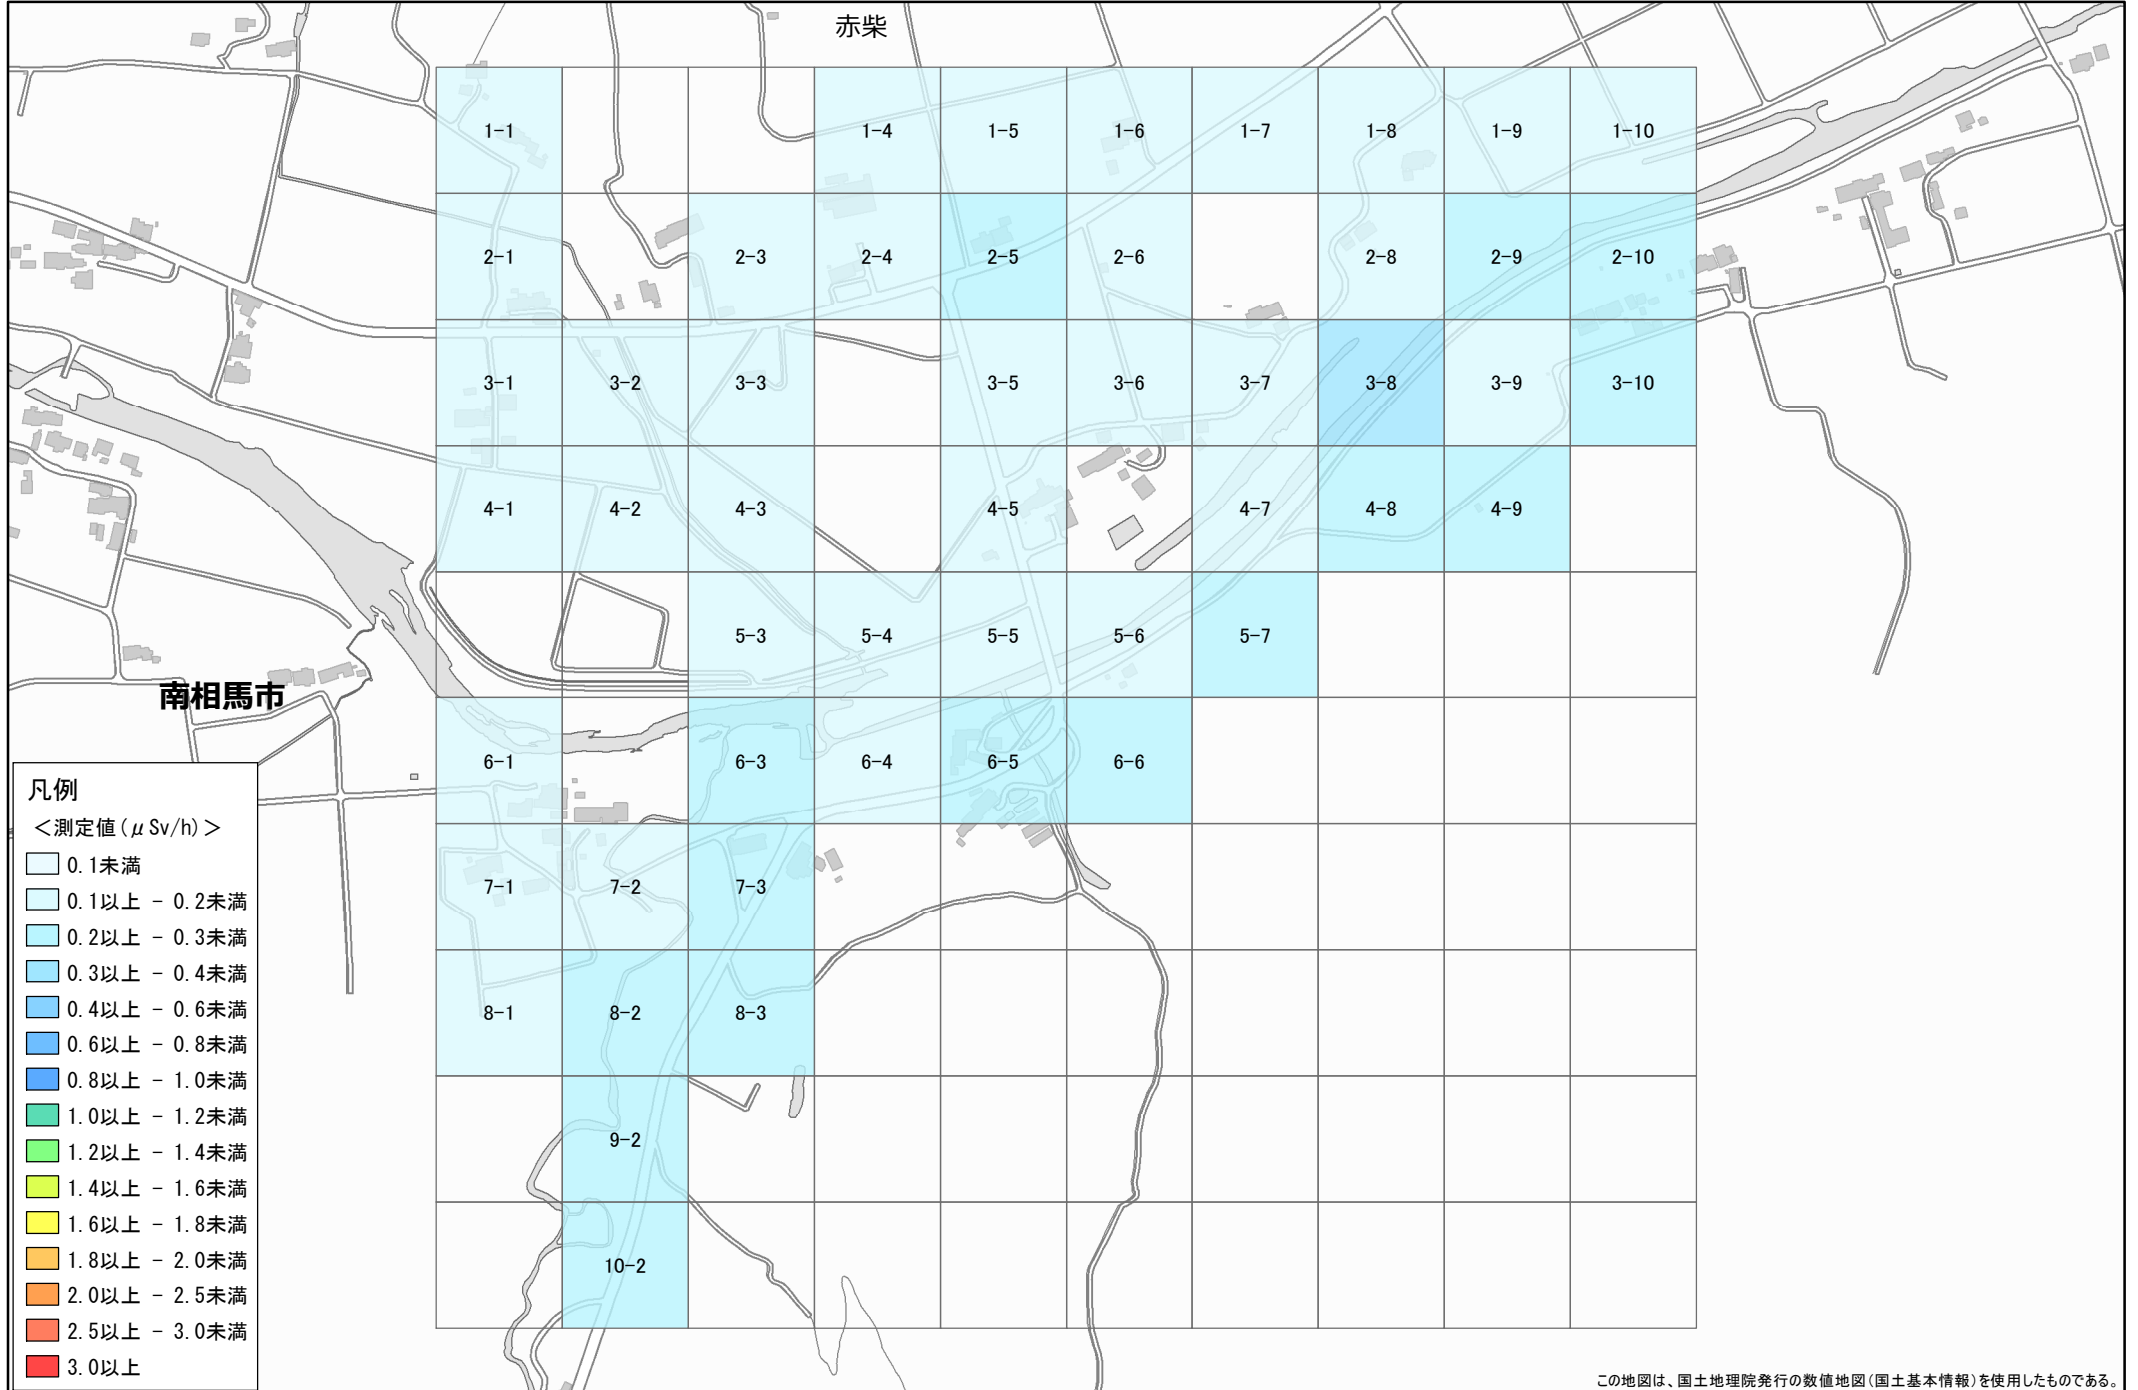 赤柴
1-1 1-4 1-5 1-6 1-7 1-8 1-9 1-10
2-1 2-3 2-4 2-5 2-6 2-8 2-9 2-10
3-1 3-2 3-3 3-5 3-6 3-7 3-8 3-9 3-10
4-1 4-2 4-3 4-5 4-7 4-8 4-9
5-3 5-4 5-5 5-6 5-7
南相馬市
6-1 6-3 6-4 6-5 6-6
7-1 7-2 7-3
8-1 8-2 8-3
9-2
10-2
凡例
＜測定値(μSv/h)＞
0.1未満
0.1以上 - 0.2未満
0.2以上 - 0.3未満
0.3以上 - 0.4未満
0.4以上 - 0.6未満
0.6以上 - 0.8未満
0.8以上 - 1.0未満
1.0以上 - 1.2未満
1.2以上 - 1.4未満
1.4以上 - 1.6未満
1.6以上 - 1.8未満
1.8以上 - 2.0未満
2.0以上 - 2.5未満
2.5以上 - 3.0未満
3.0以上
この地図は、国土地理院発行の数値地図(国土基本情報)を使用したものである。